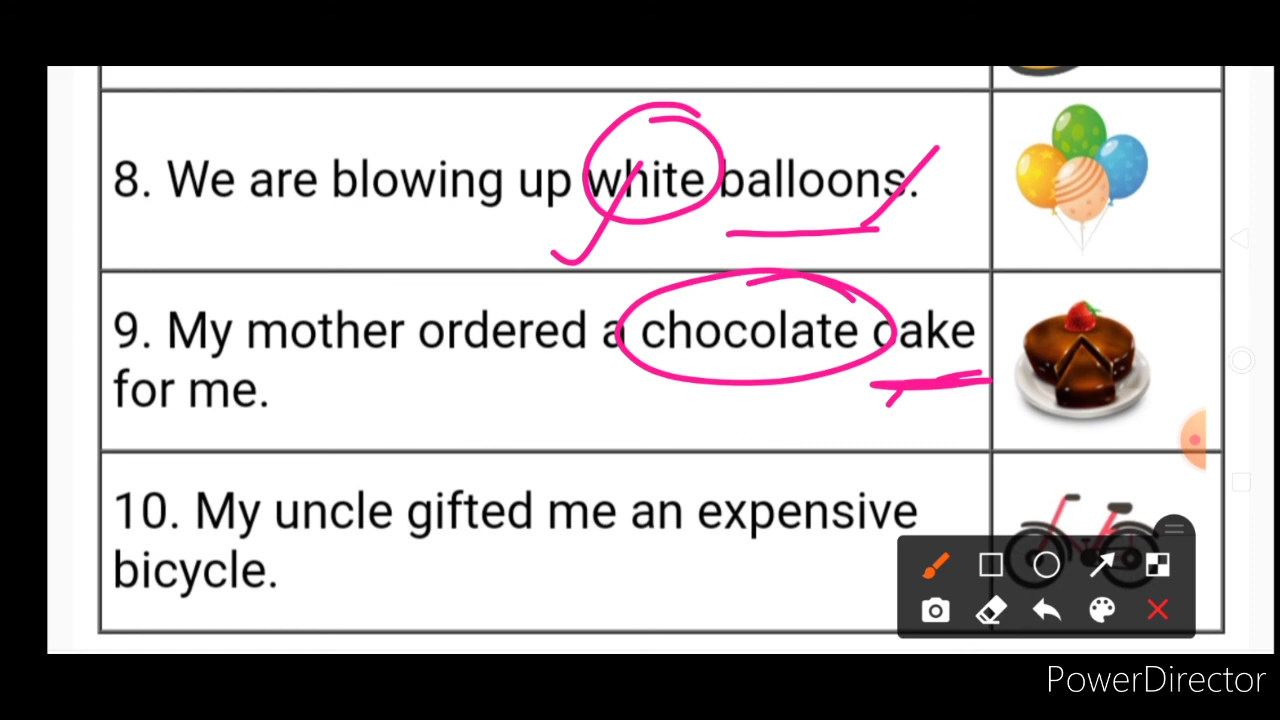 8. We are blowing up white balloons.
9. My mother ordered a chocolate cake
for me.
10. My uncle gifted me an expensive
bicycle.
PowerDirector